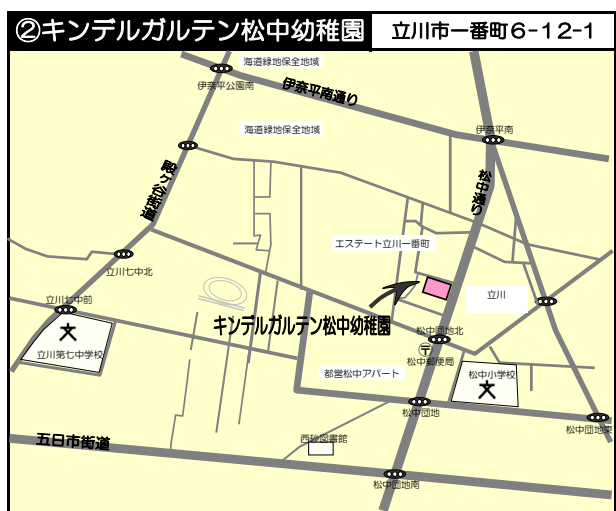 ②キンデルガルテン松中幼稚園
立川市一番町6-12-1
海道緑地保全地域
伊奈平公園南
伊奈平南通り
海道緑地保全地域
伊奈平南
殿ヶ谷街道
松中通り
エステート立川一番町
立川七中北
立川七中前
立川
キンデルガルテン松中幼稚園
松中団地北
立川第七中学校
文
〒
松中郵便局
都営松中アパート
松中小学校
文
松中団地
松中団地東
五日市街道
西砂図書館
松中団地南